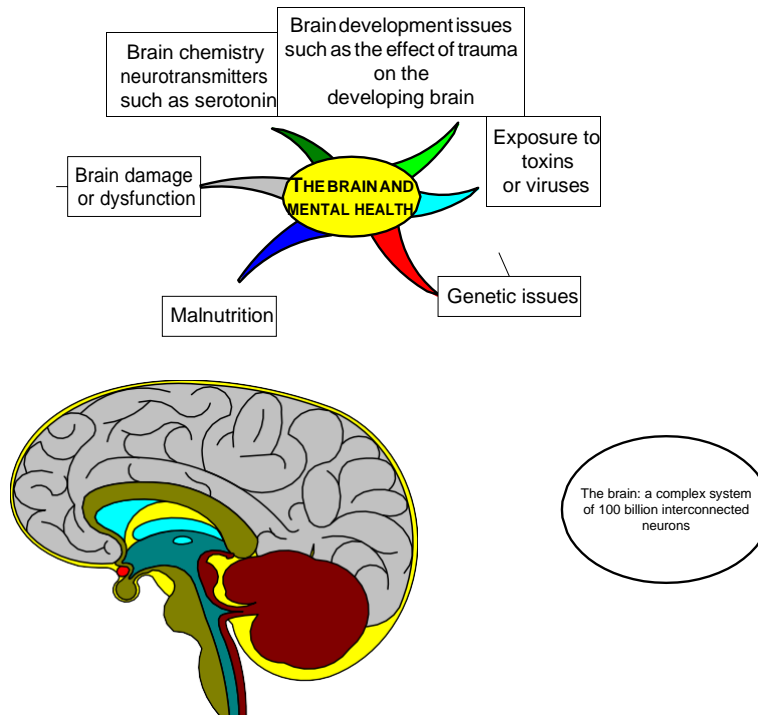 Brain development issues
such as the effect of trauma
on the
developing brain
Brain chemistry
neurotransmitters
such as serotonin
Exposure to
toxins
or viruses
Brain damage
or dysfunction
THE BRAIN AND
MENTAL HEALTH
Genetic issues
Malnutrition
The brain: a complex system
of 100 billion interconnected
neurons